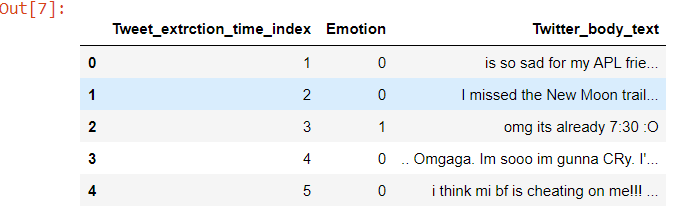 Out[7]:
Tweet_extrction_time_index Emotion Twitter_body_text
0 1 0 is so sad for my APL frie...
1 2 0 I missed the New Moon trail...
2 3 1 omg its already 7:30 :O
3 4 0 .. Omgaga. Im sooo im gunna CRy. I'...
4 5 0 i think mi bf is cheating on me!!! ...